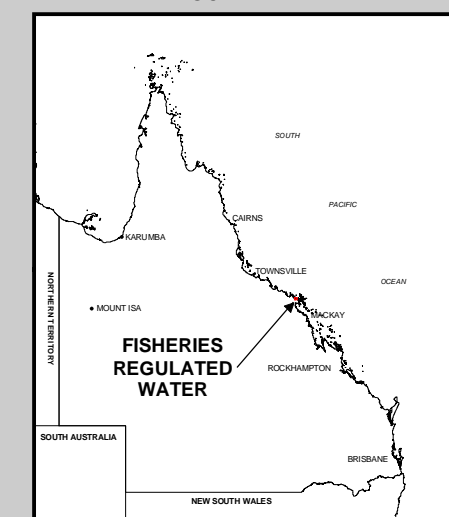 SOUTH
PACIFIC
CAIRNS
KARUMBA
TOWNSVILLE
OCEAN
NORTHERN TERRITORY
MOUNT ISA
MACKAY
FISHERIES
REGULATED
WATER
ROCKHAMPTON
SOUTH AUSTRALIA
BRISBANE
NEW SOUTH WALES